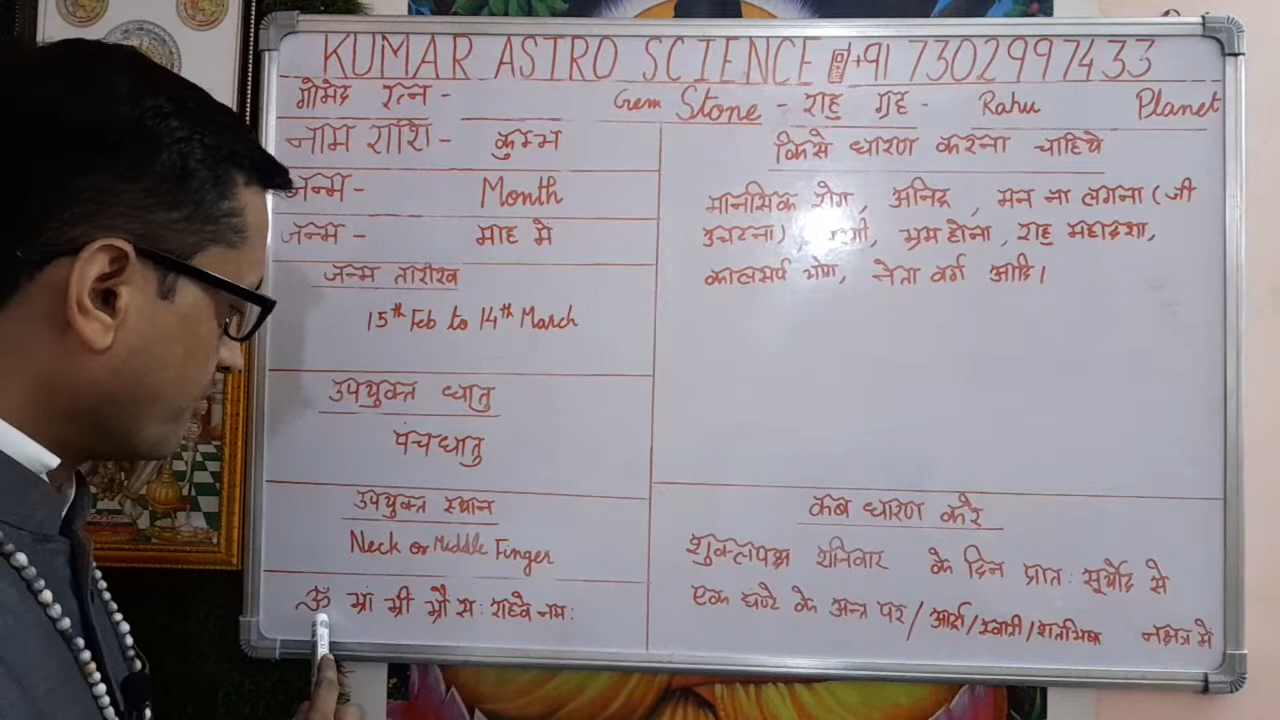 KUMAR ASTRO SCIENCE +91 7302997433
गोमेद रत्न - Gem Stone - राहु ग्रह - Rahu Planet
नाम राशि - कुम्भ
जन्म - Month
जन्म - माह में
जन्म तारीख
15th Feb to 14th March
उपयुक्त धातु
पंचधातु
उपयुक्त स्थान
Neck or Middle Finger
ॐ भ्रां भ्रीं भ्रौं सः राहवे नमः
किसे धारण करना चाहिये
मानसिक रोग, अनिद्र, मन ना लगना (जी
उचटना), भ्रम होना, राहु महादशा,
कालसर्प योग, नेता वर्ग आदि।
कब धारण करे
शुक्लपक्ष शनिवार के दिन प्रातः सूर्योद से
एक घण्टे के अन्त पर / आर्द्रा / स्वाती / शतभिषा नक्षत्र में